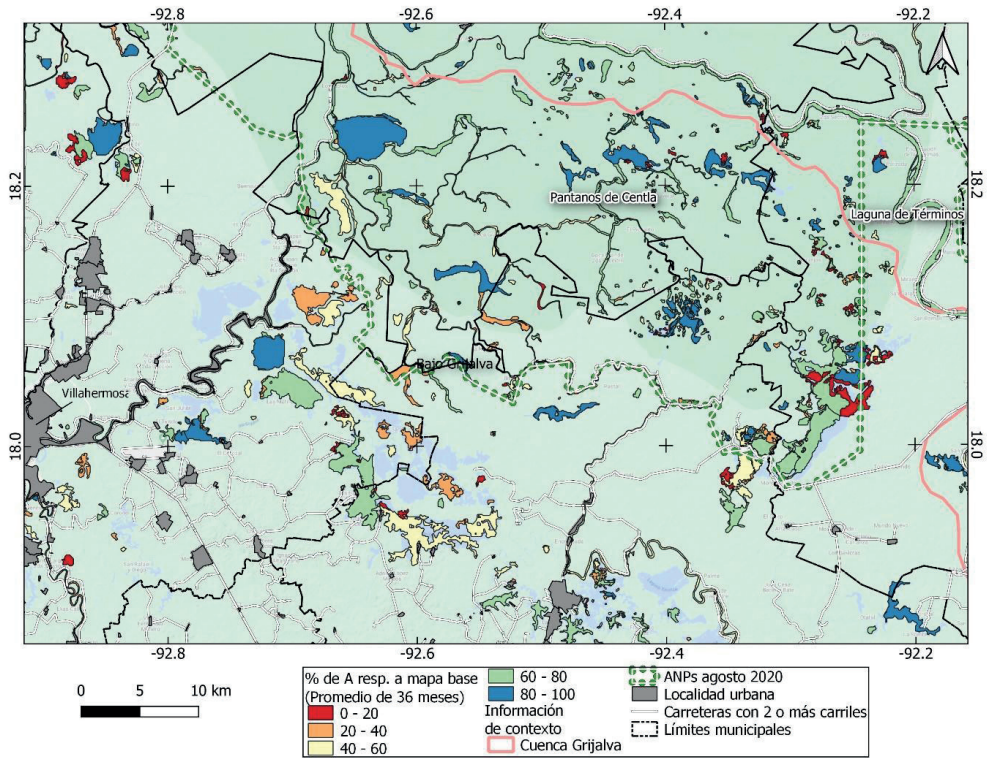 -92.8
-92.6
-92.4
-92.2
18.2
18.2
Pantanos de Centla
Laguna de Términos
Bajo Grijalva
Villahermosa
18.0
18.0
-92.8
-92.6
-92.4
-92.2
0 5 10 km
% de A resp. a mapa base
(Promedio de 36 meses)
0 - 20
20 - 40
40 - 60
60 - 80
80 - 100
Información
de contexto
Cuenca Grijalva
ANPs agosto 2020
Localidad urbana
Carreteras con 2 o más carriles
Límites municipales